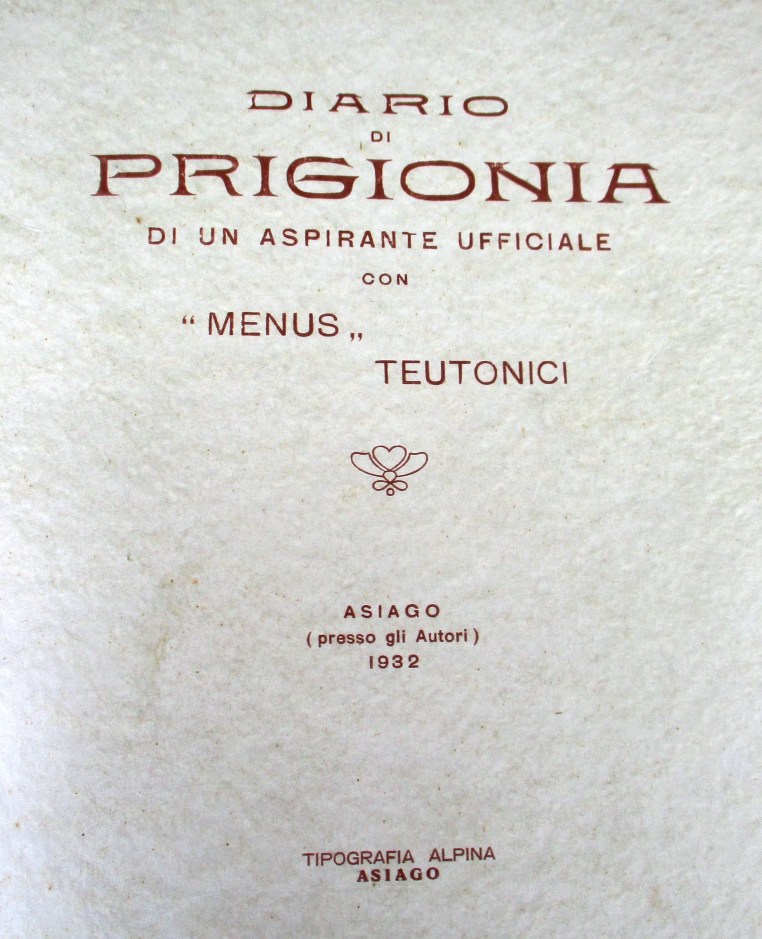 DIARIO
DI
PRIGIONIA
DI UN ASPIRANTE UFFICIALE
CON
“MENUS„
TEUTONICI
ASIAGO
(presso gli Autori)
1932
TIPOGRAFIA ALPINA
ASIAGO